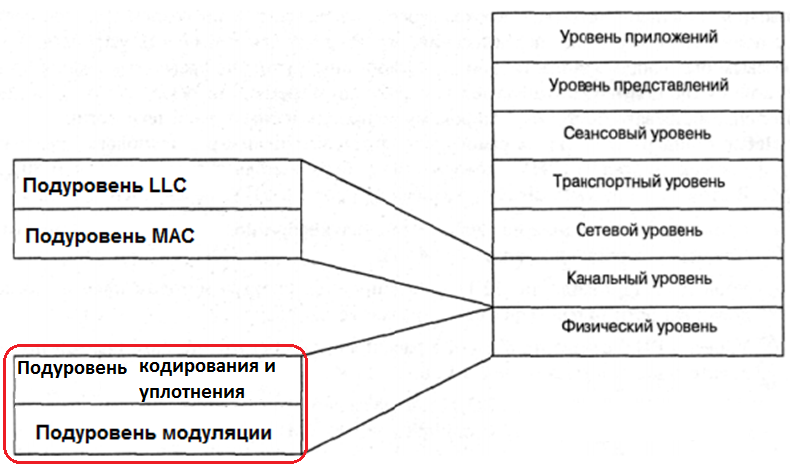 Уровень приложений
Уровень представлений
Сеансовый уровень
Транспортный уровень
Сетевой уровень
Канальный уровень
Физический уровень
Подуровень LLC
Подуровень MAC
Подуровень кодирования и
уплотнения
Подуровень модуляции